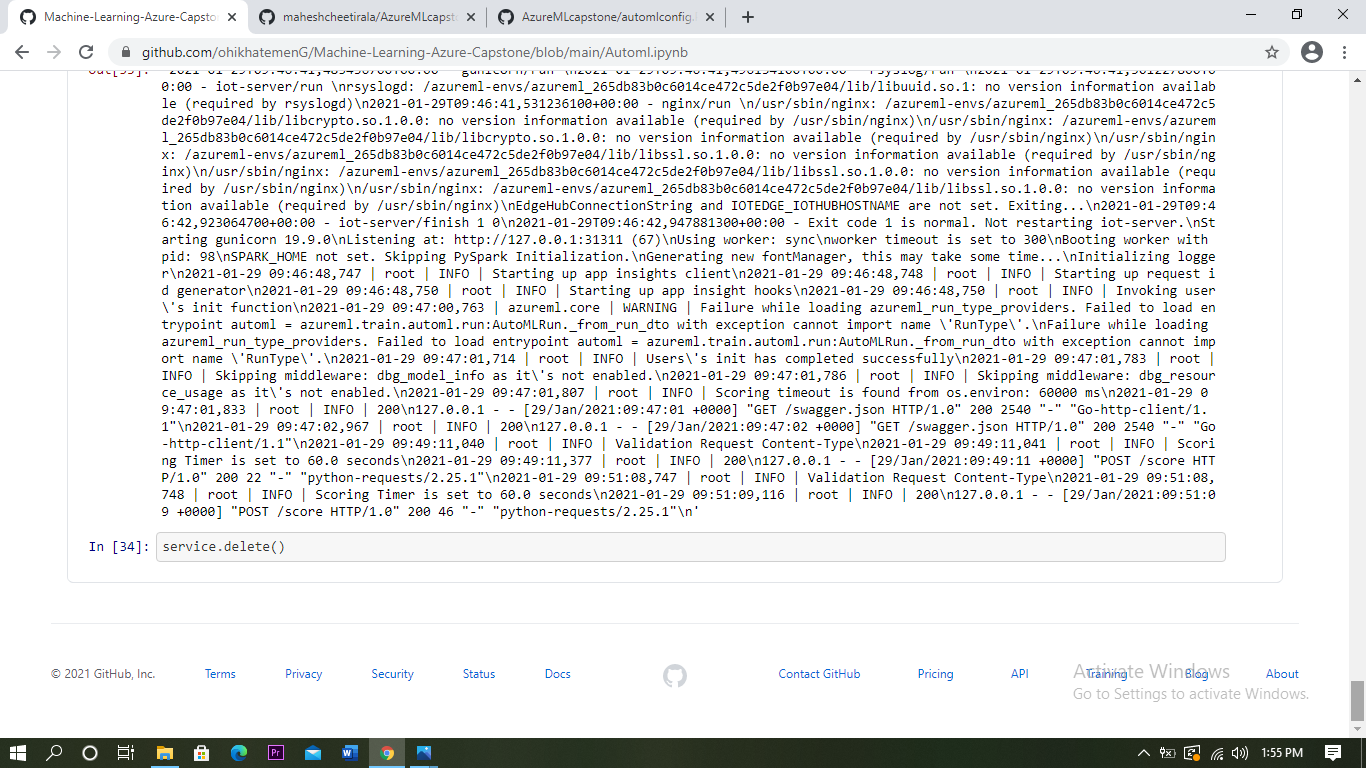 Machine-Learning-Azure-Capsto
maheshcheetirala/AzureMLcapst
AzureMLcapstone/automlconfig.
github.com/ohikhatemenG/Machine-Learning-Azure-Capstone/blob/main/Automl.ipynb
0:00 - iot-server/run \nrsyslogd: /azureml-envs/azureml_265db83b0c6014ce472c5de2f0b97e04/lib/libuuid.so.1: no version information availab
le (required by rsyslogd)\n2021-01-29T09:46:41,531236100+00:00 - nginx/run \n/usr/sbin/nginx: /azureml-envs/azureml_265db83b0c6014ce472c5
de2f0b97e04/lib/libcrypto.so.1.0.0: no version information available (required by /usr/sbin/nginx)\n/usr/sbin/nginx: /azureml-envs/azurem
l_265db83b0c6014ce472c5de2f0b97e04/lib/libcrypto.so.1.0.0: no version information available (required by /usr/sbin/nginx)\n/usr/sbin/ngin
x: /azureml-envs/azureml_265db83b0c6014ce472c5de2f0b97e04/lib/libssl.so.1.0.0: no version information available (required by /usr/sbin/ng
inx)\n/usr/sbin/nginx: /azureml-envs/azureml_265db83b0c6014ce472c5de2f0b97e04/lib/libssl.so.1.0.0: no version information available (requ
ired by /usr/sbin/nginx)\n/usr/sbin/nginx: /azureml-envs/azureml_265db83b0c6014ce472c5de2f0b97e04/lib/libssl.so.1.0.0: no version informa
tion available (required by /usr/sbin/nginx)\nEdgeHubConnectionString and IOTEDGE_IOTHUBHOSTNAME are not set. Exiting...\n2021-01-29T09:4
6:42,923064700+00:00 - iot-server/finish 1 0\n2021-01-29T09:46:42,947881300+00:00 - Exit code 1 is normal. Not restarting iot-server.\nSt
arting gunicorn 19.9.0\nListening at: http://127.0.0.1:31311 (67)\nUsing worker: sync\nworker timeout is set to 300\nBooting worker with
pid: 98\nSPARK_HOME not set. Skipping PySpark Initialization.\nGenerating new fontManager, this may take some time...\nInitializing logge
r\n2021-01-29 09:46:48,747 | root | INFO | Starting up app insights client\n2021-01-29 09:46:48,748 | root | INFO | Starting up request i
d generator\n2021-01-29 09:46:48,750 | root | INFO | Starting up app insight hooks\n2021-01-29 09:46:48,750 | root | INFO | Invoking user
\'s init function\n2021-01-29 09:47:00,763 | azureml.core | WARNING | Failure while loading azureml_run_type_providers. Failed to load en
trypoint automl = azureml.train.automl.run:AutoMLRun._from_run_dto with exception cannot import name \'RunType\'.\nFailure while loading
azureml_run_type_providers. Failed to load entrypoint automl = azureml.train.automl.run:AutoMLRun._from_run_dto with exception cannot imp
ort name \'RunType\'.\n2021-01-29 09:47:01,714 | root | INFO | Users\'s init has completed successfully\n2021-01-29 09:47:01,783 | root |
INFO | Skipping middleware: dbg_model_info as it\'s not enabled.\n2021-01-29 09:47:01,786 | root | INFO | Skipping middleware: dbg_resour
ce_usage as it\'s not enabled.\n2021-01-29 09:47:01,807 | root | INFO | Scoring timeout is found from os.environ: 60000 ms\n2021-01-29 0
9:47:01,833 | root | INFO | 200\n127.0.0.1 - - [29/Jan/2021:09:47:01 +0000] "GET /swagger.json HTTP/1.0" 200 2540 "-" "Go-http-client/1.
1"\n2021-01-29 09:47:02,967 | root | INFO | 200\n127.0.0.1 - - [29/Jan/2021:09:47:02 +0000] "GET /swagger.json HTTP/1.0" 200 2540 "-" "Go
-http-client/1.1"\n2021-01-29 09:49:11,040 | root | INFO | Validation Request Content-Type\n2021-01-29 09:49:11,041 | root | INFO | Scori
ng Timer is set to 60.0 seconds\n2021-01-29 09:49:11,377 | root | INFO | 200\n127.0.0.1 - - [29/Jan/2021:09:49:11 +0000] "POST /score HTT
P/1.0" 200 22 "-" "python-requests/2.25.1"\n2021-01-29 09:51:08,747 | root | INFO | Validation Request Content-Type\n2021-01-29 09:51:08,
748 | root | INFO | Scoring Timer is set to 60.0 seconds\n2021-01-29 09:51:09,116 | root | INFO | 200\n127.0.0.1 - - [29/Jan/2021:09:51:0
9 +0000] "POST /score HTTP/1.0" 200 46 "-" "python-requests/2.25.1"\n'
In [34]: service.delete()
© 2021 GitHub, Inc. Terms Privacy Security Status Docs Contact GitHub Pricing API Training Blog About
Activate Windows
Go to Settings to activate Windows.
1:55 PM